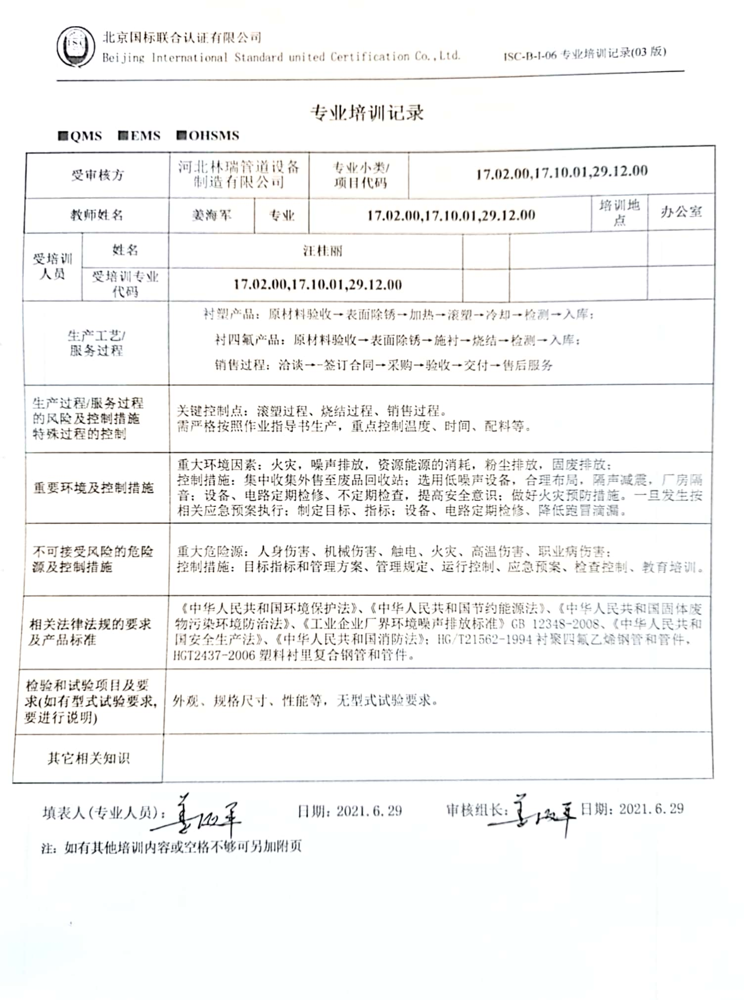 北京国标联合认证有限公司
Beijing International Standard united Certification Co.,Ltd.
ISC-B-I-06 专业培训记录(03 版)
专业培训记录
■QMS ■EMS ■OHSMS
受审核方
河北林瑞管道设备
制造有限公司
专业小类/
项目代码
17.02.00,17.10.01,29.12.00
教师姓名
姜海军
专业
17.02.00,17.10.01,29.12.00
培训地
点
办公室
受培训
人员
姓名
汪桂丽
受培训专业
代码
17.02.00,17.10.01,29.12.00
生产工艺/
服务过程
衬塑产品：原材料验收→表面除锈→加热→滚塑→冷却→检测→入库；
衬四氟产品：原材料验收→表面除锈→施衬→烧结→检测→入库；
销售过程：洽谈→-签订合同→采购→验收→交付→售后服务
生产过程/服务过程
的风险及控制措施
特殊过程的控制
关键控制点：滚塑过程、烧结过程、销售过程。
需严格按照作业指导书生产，重点控制温度、时间、配料等。
重要环境及控制措施
重大环境因素：火灾，噪声排放，资源能源的消耗，粉尘排放，固废排放；
控制措施：集中收集外售至废品回收站；选用低噪声设备，合理布局，隔声减震，厂房隔
音；设备、电路定期检修、不定期检查，提高安全意识；做好火灾预防措施。一旦发生按
相关应急预案执行；制定目标、指标；设备、电路定期检修、降低跑冒滴漏。
不可接受风险的危险
源及控制措施
重大危险源：人身伤害、机械伤害、触电、火灾、高温伤害、职业病伤害；
控制措施：目标指标和管理方案、管理规定、运行控制、应急预案、检查控制、教育培训。
相关法律法规的要求
及产品标准
《中华人民共和国环境保护法》、《中华人民共和国节约能源法》、《中华人民共和国固体废
物污染环境防治法》、《工业企业厂界环境噪声排放标准》GB 12348-2008、《中华人民共和
国安全生产法》、《中华人民共和国消防法》；HG/T21562-1994 衬聚四氟乙烯钢管和管件，
HGT2437-2006 塑料衬里复合钢管和管件。
检验和试验项目及要
求(如有型式试验要求,
要进行说明)
外观、规格尺寸、性能等，无型式试验要求。
其它相关知识
填表人(专业人员)：姜海军 日期：2021.6.29 审核组长：姜海军 日期：2021.6.29
注：如有其他培训内容或空格不够可另加附页